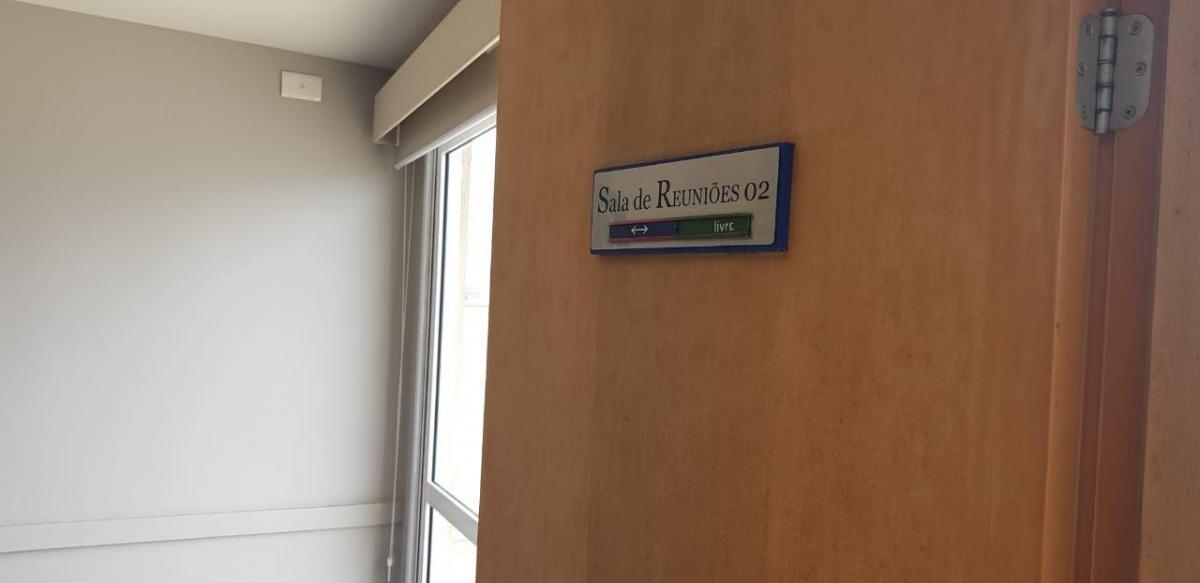 Sala de REUNIÕES 02
livre